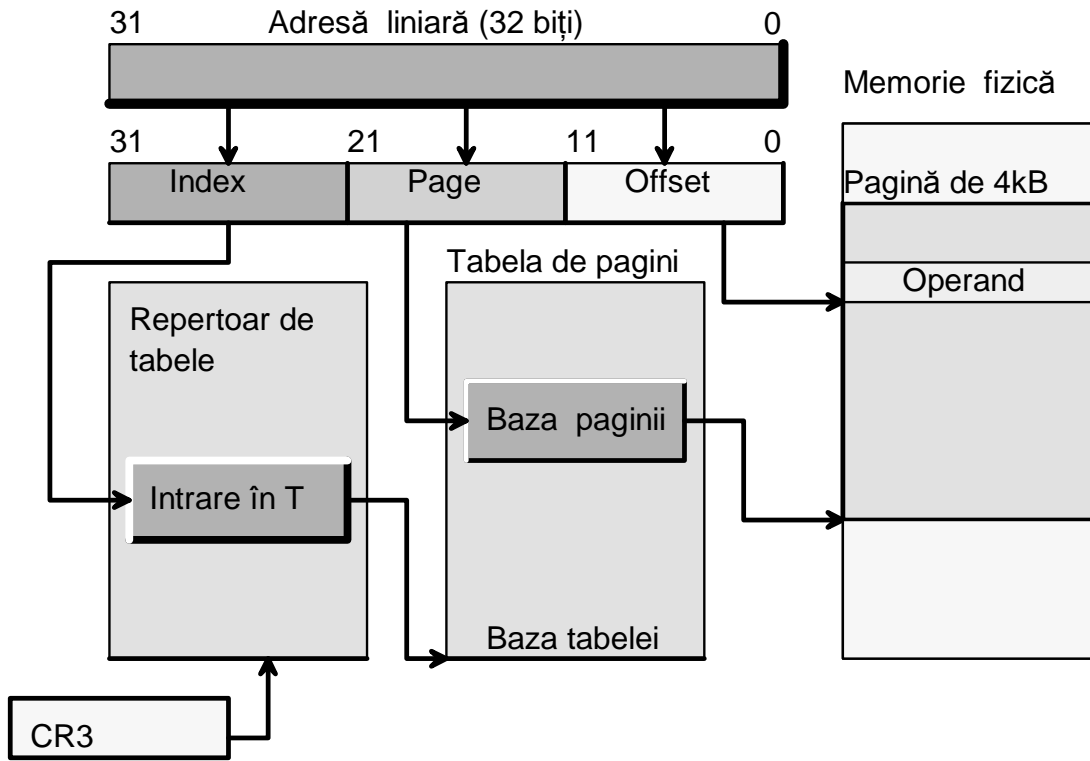 31 Adresă liniară (32 biți) 0
Memorie fizică
31 21 11 0
Index Page Offset
Pagină de 4kB
Tabela de pagini
Operand
Repertoar de
tabele
Baza paginii
Intrare în T
Baza tabelei
CR3